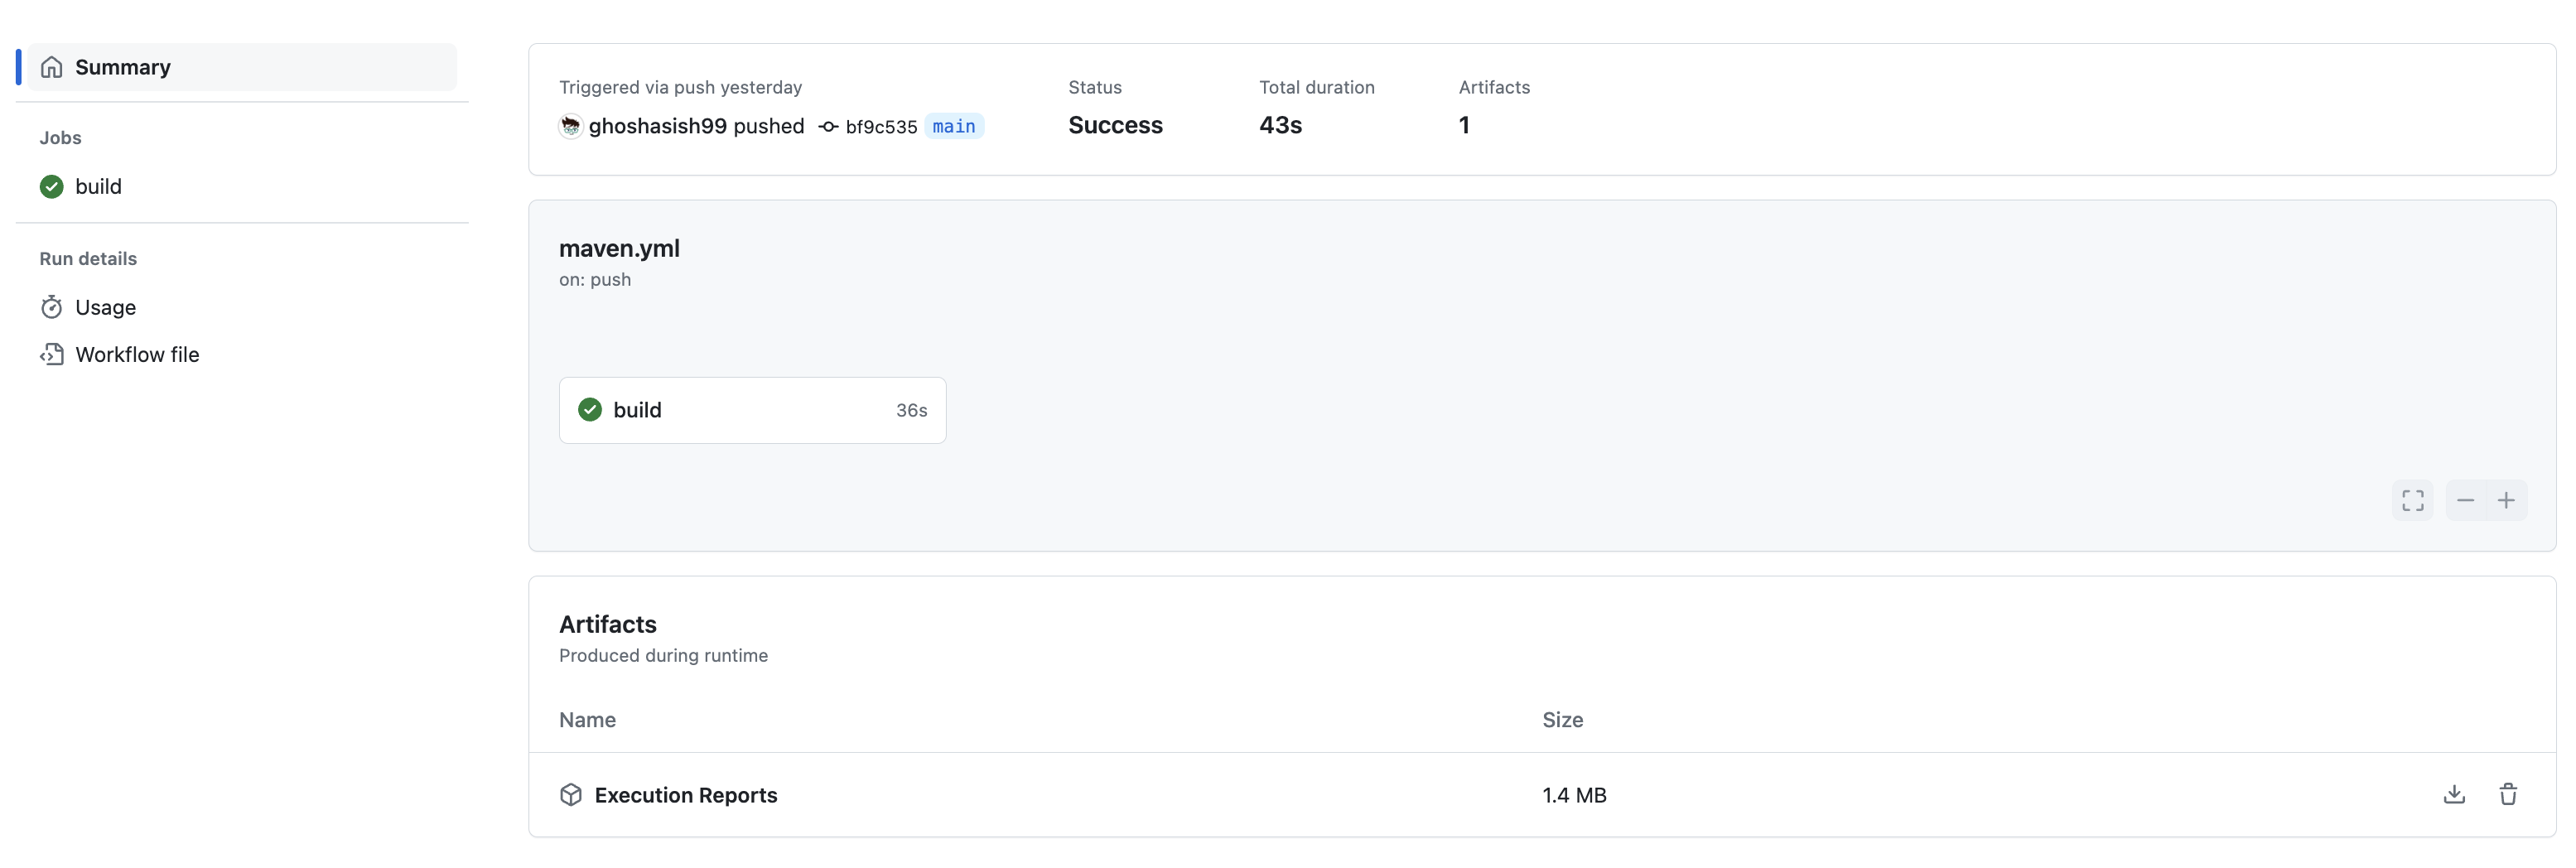 Summary
Jobs
build
Run details
Usage
Workflow file
Triggered via push yesterday
ghoshasish99 pushed bf9c535 main
Status
Success
Total duration
43s
Artifacts
1
maven.yml
on: push
build 36s
Artifacts
Produced during runtime
Name Size
Execution Reports 1.4 MB